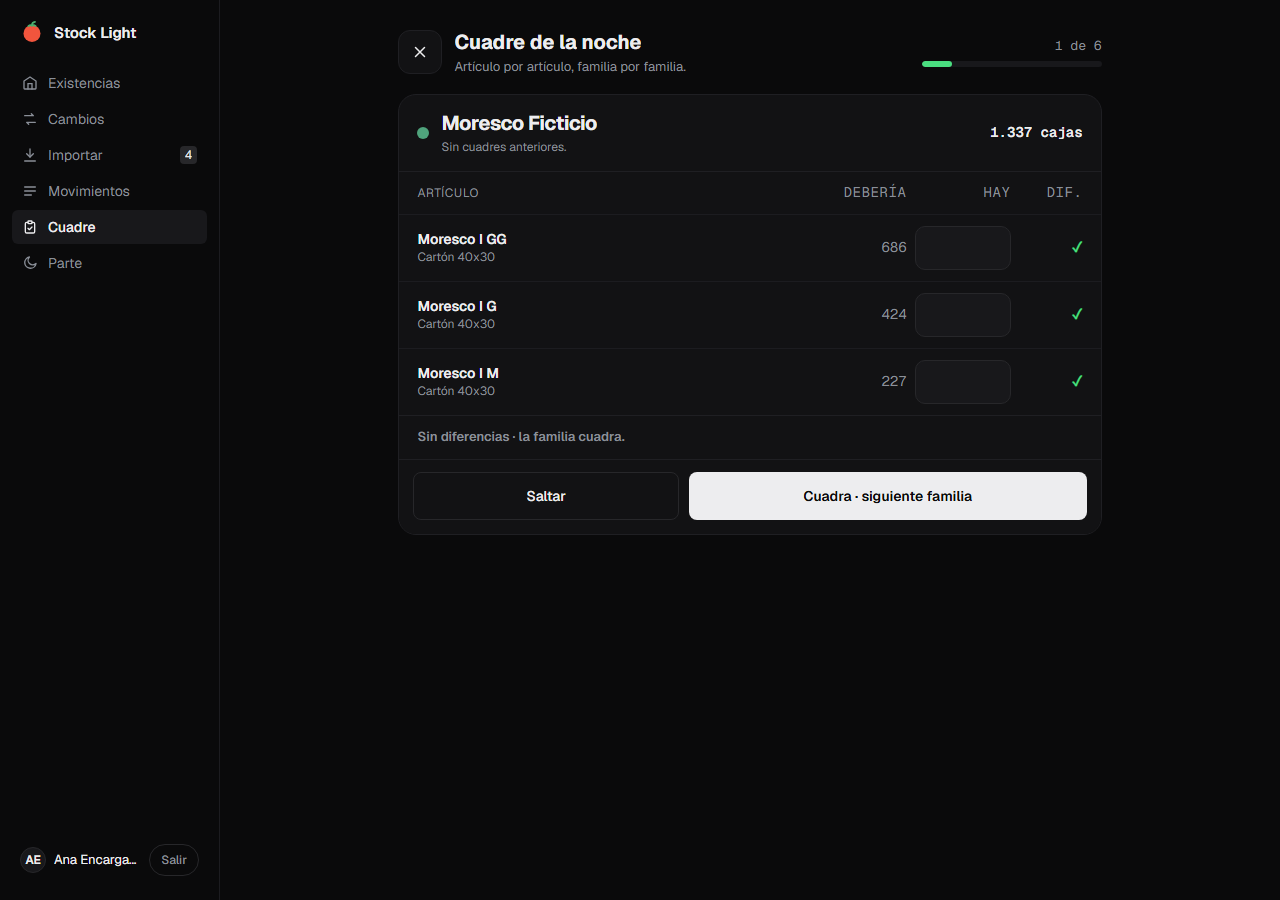 Stock Light
Existencias
Cambios
Importar 4
Movimientos
Cuadre
Parte
AE Ana Encarga… Salir
Cuadre de la noche
Artículo por artículo, familia por familia.
1 de 6
Moresco Ficticio
Sin cuadres anteriores.
1.337 cajas
ARTÍCULO DEBERÍA HAY DIF.
Moresco I GG
Cartón 40x30
686 ✓
Moresco I G
Cartón 40x30
424 ✓
Moresco I M
Cartón 40x30
227 ✓
Sin diferencias · la familia cuadra.
Saltar
Cuadra · siguiente familia